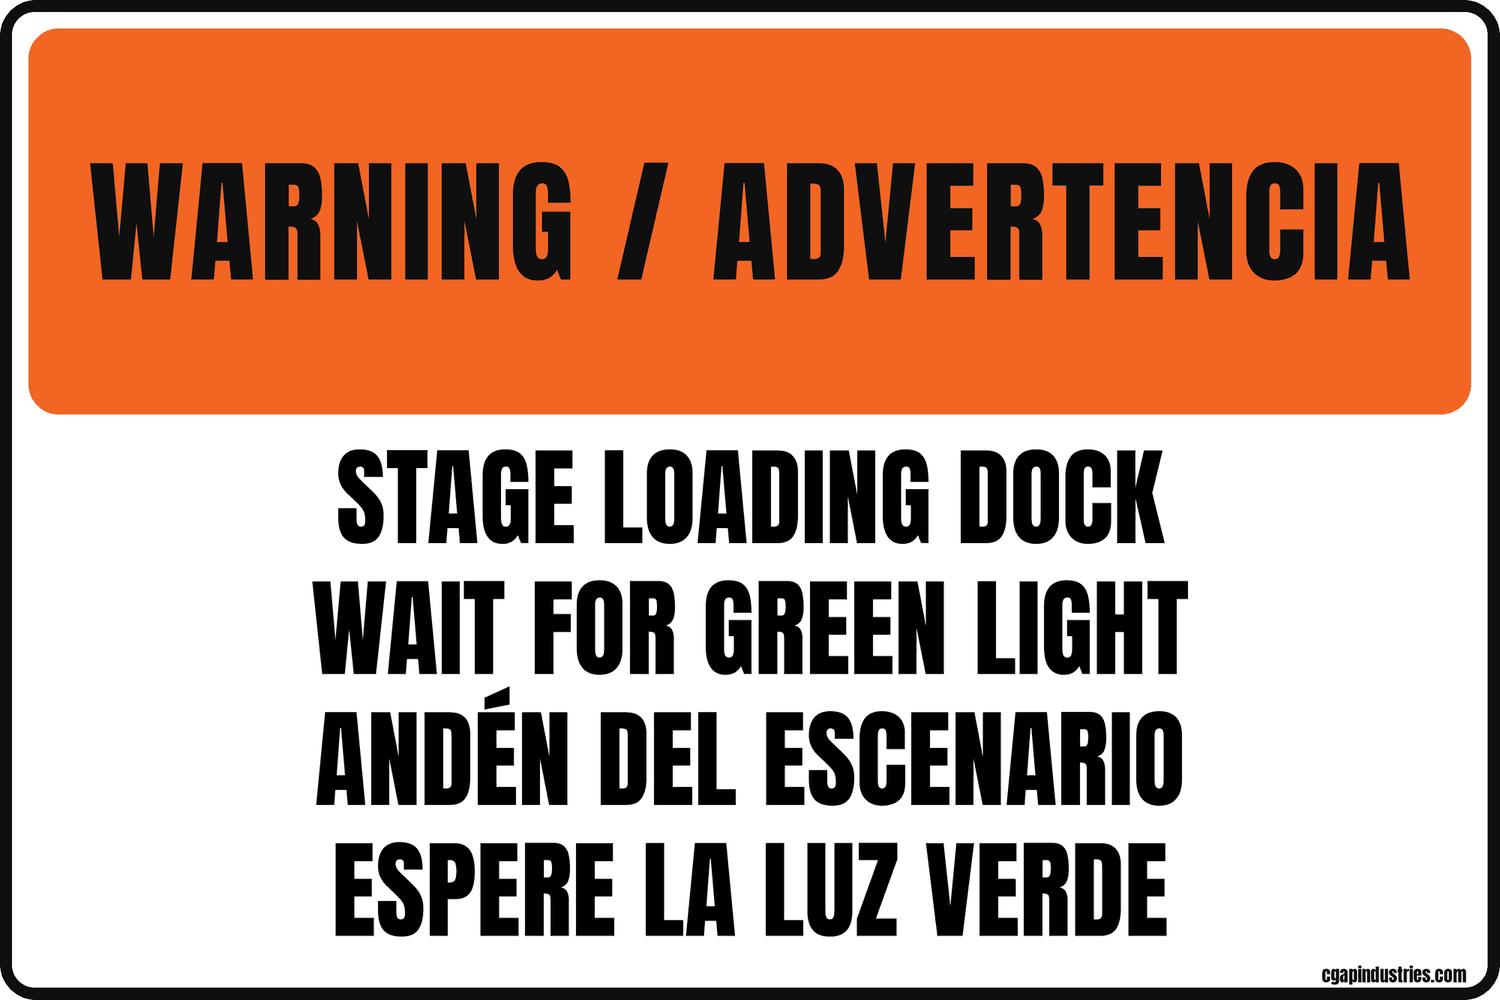 WARNING / ADVERTENCIA
STAGE LOADING DOCK
WAIT FOR GREEN LIGHT
ANDÉN DEL ESCENARIO
ESPERE LA LUZ VERDE
cgapindustries.com